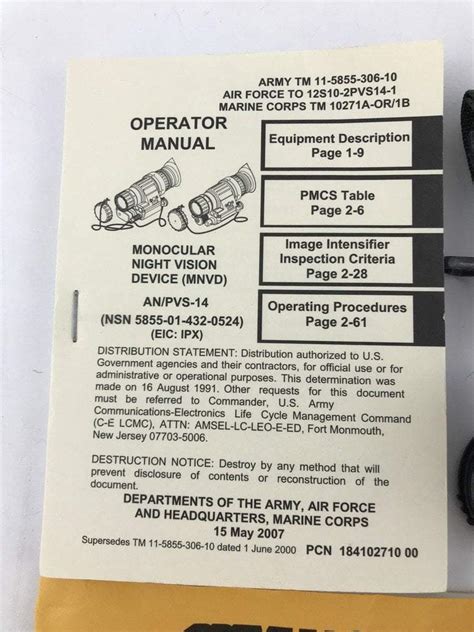 ARMY TM 11-5855-306-10
AIR FORCE TO 12S10-2PVS14-1
MARINE CORPS TM 10271A-OR/1B
OPERATOR
MANUAL
MONOCULAR
NIGHT VISION
DEVICE (MNVD)
AN/PVS-14
(NSN 5855-01-432-0524)
(EIC: IPX)
Equipment Description
Page 1-9
PMCS Table
Page 2-6
Image Intensifier
Inspection Criteria
Page 2-28
Operating Procedures
Page 2-61
DISTRIBUTION STATEMENT: Distribution authorized to U.S.
Government agencies and their contractors, for official use or for
administrative or operational purposes. This determination was
made on 16 August 1991. Other requests for this document
must be referred to Commander, U.S. Army
Communications-Electronics Life Cycle Management Command
(C-E LCMC), ATTN: AMSEL-LC-LEO-E-ED, Fort Monmouth,
New Jersey 07703-5006.
DESTRUCTION NOTICE: Destroy by any method that will
prevent disclosure of contents or reconstruction of the
document.
DEPARTMENTS OF THE ARMY, AIR FORCE
AND HEADQUARTERS, MARINE CORPS
15 May 2007
Supersedes TM 11-5855-306-10 dated 1 June 2000 PCN 184102710 00